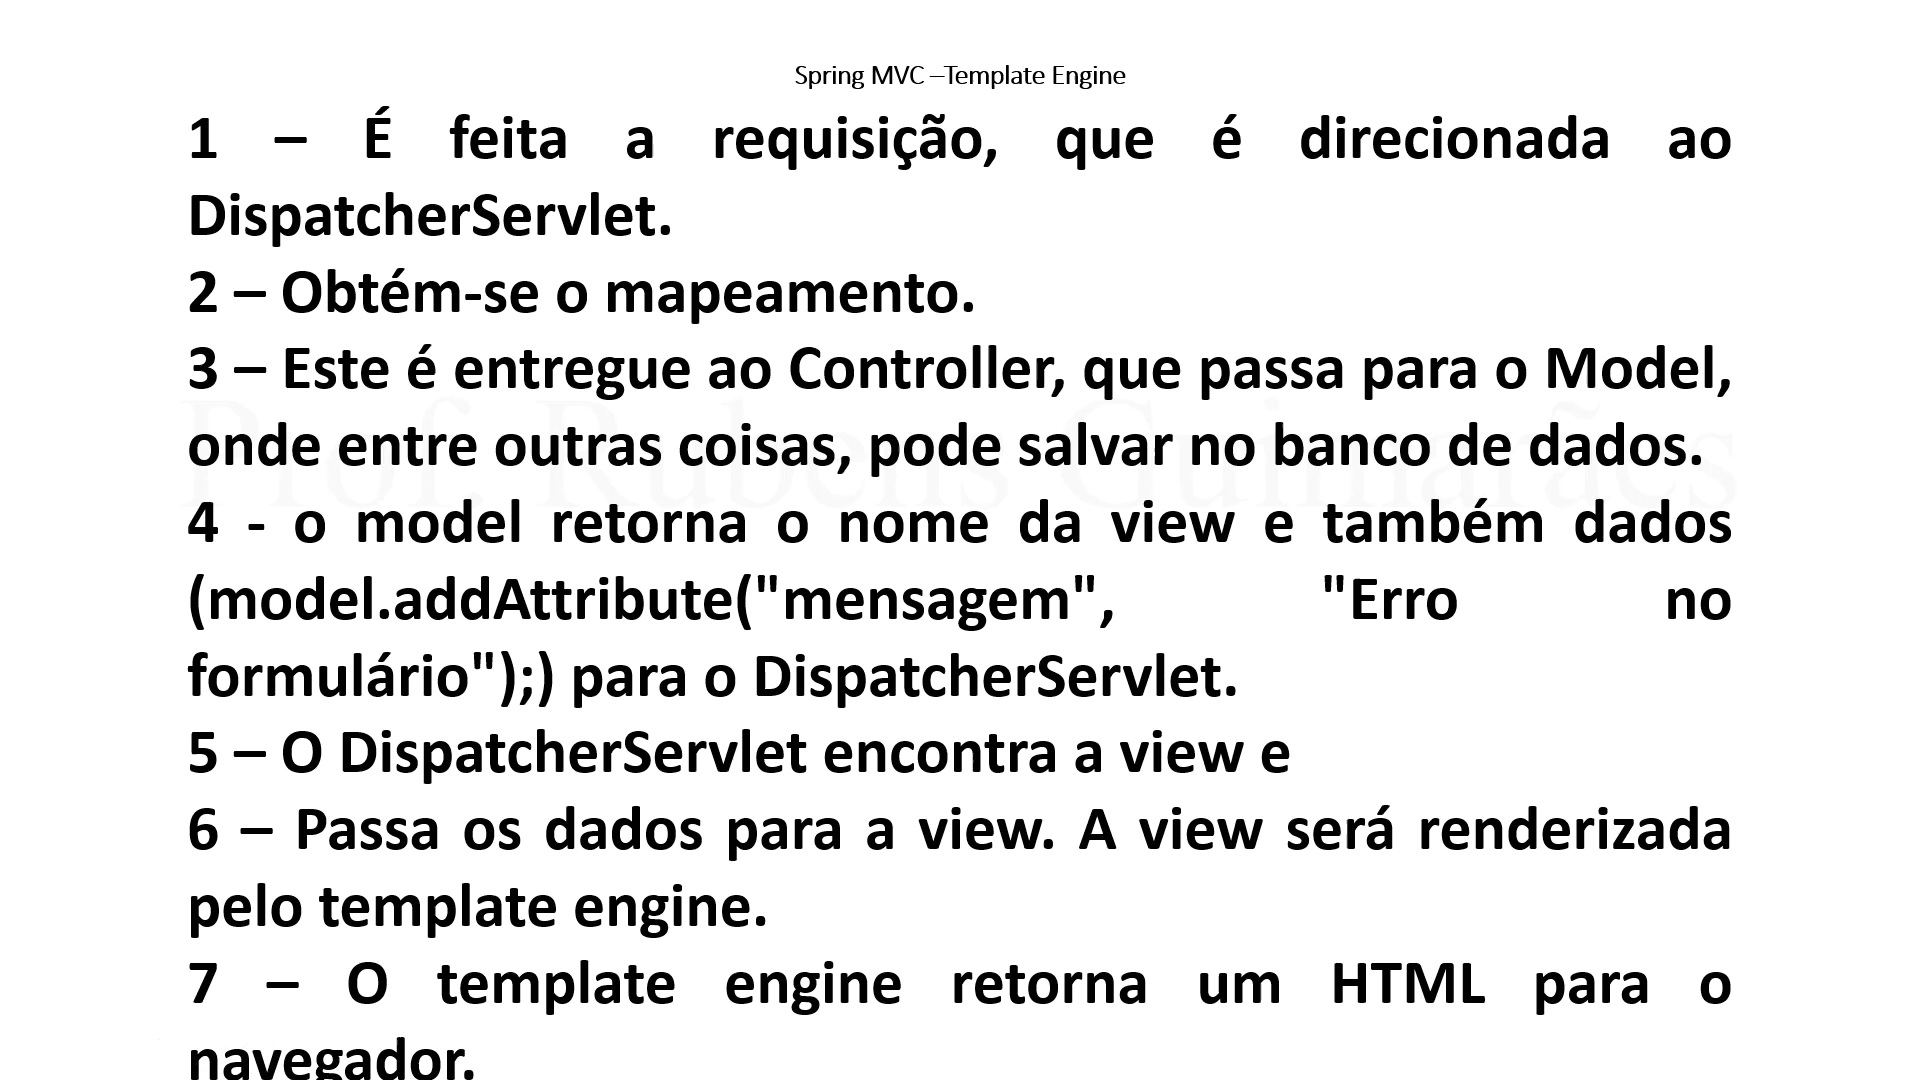 Spring MVC –Template Engine
1 – É feita a requisição, que é direcionada ao
DispatcherServlet.
2 – Obtém-se o mapeamento.
3 – Este é entregue ao Controller, que passa para o Model,
onde entre outras coisas, pode salvar no banco de dados.
Prof. Rubens Guimarães
4 - o model retorna o nome da view e também dados
(model.addAttribute("mensagem", "Erro no
formulário");) para o DispatcherServlet.
5 – O DispatcherServlet encontra a view e
6 – Passa os dados para a view. A view será renderizada
pelo template engine.
7 – O template engine retorna um HTML para o
navegador.